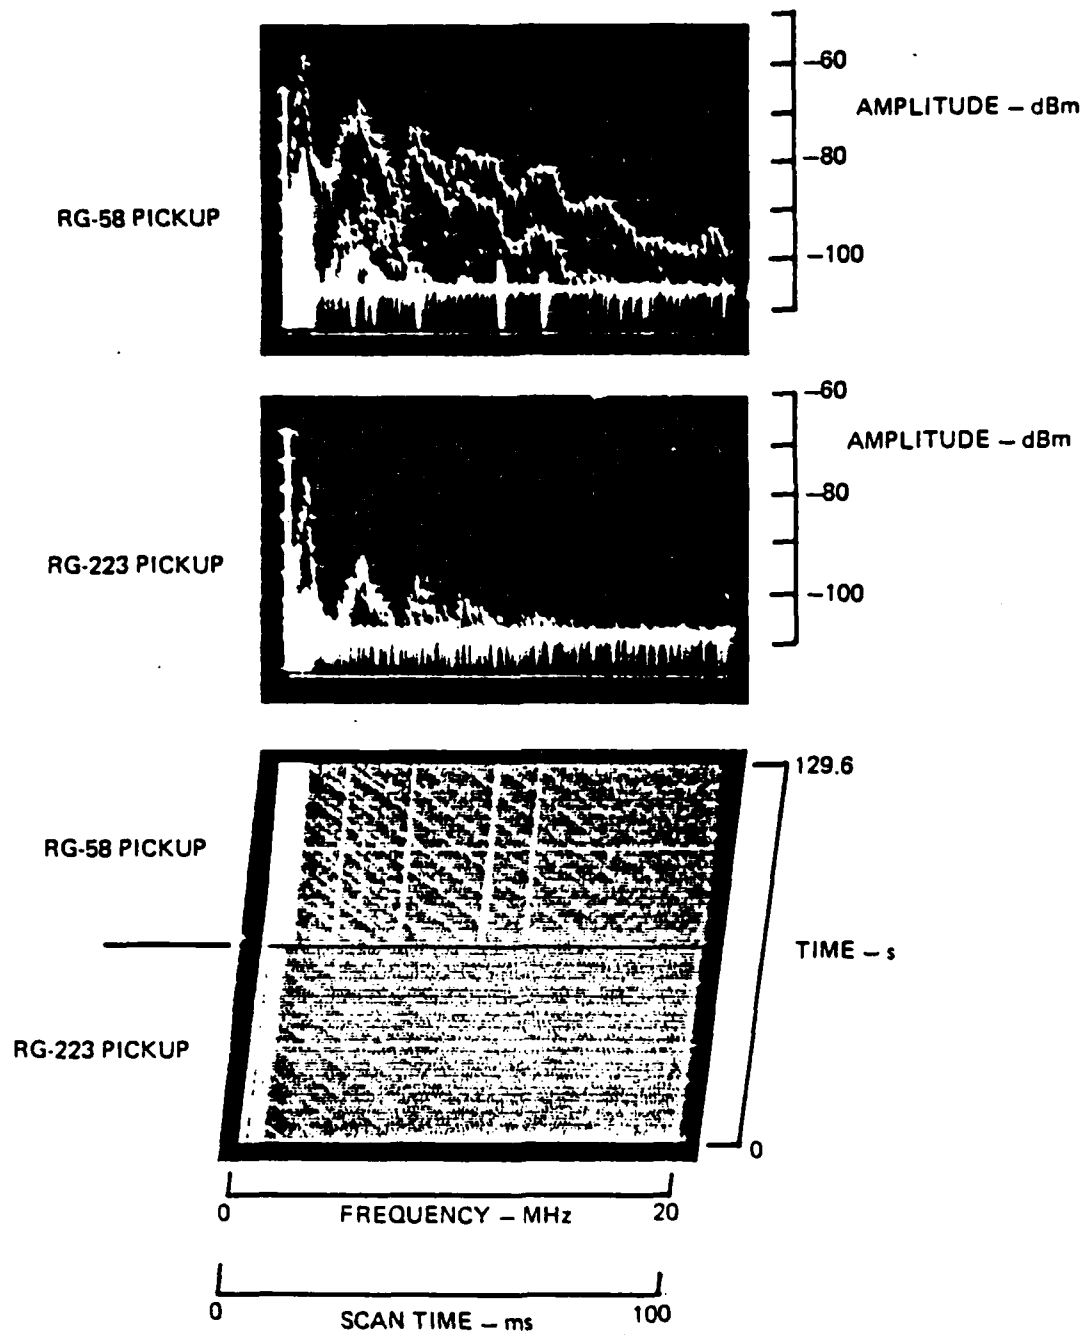 –60
AMPLITUDE – dBm
–80
RG-58 PICKUP
–100
–60
AMPLITUDE – dBm
–80
RG-223 PICKUP
–100
129.6
RG-58 PICKUP
TIME – s
RG-223 PICKUP
0
0 FREQUENCY – MHz 20
0 SCAN TIME – ms 100